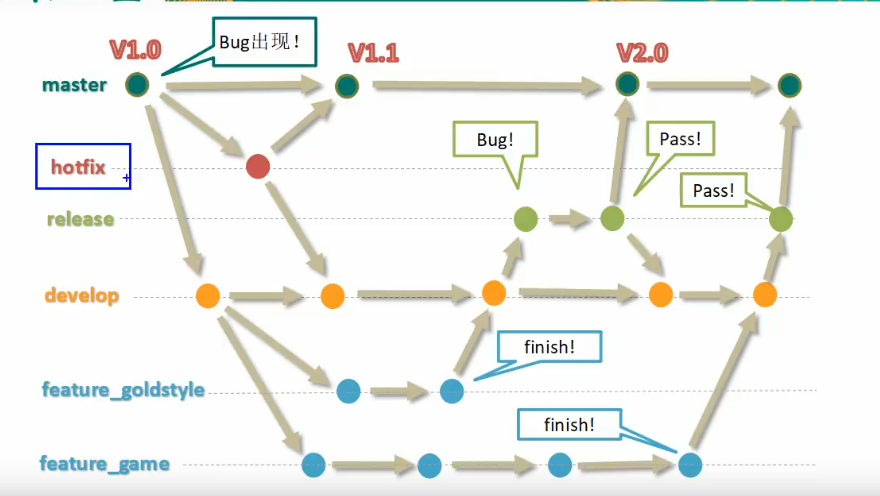 Bug出现！
V1.0
V1.1
V2.0
master
Bug!
Pass!
hotfix
Pass!
release
develop
finish!
feature_goldstyle
finish!
feature_game